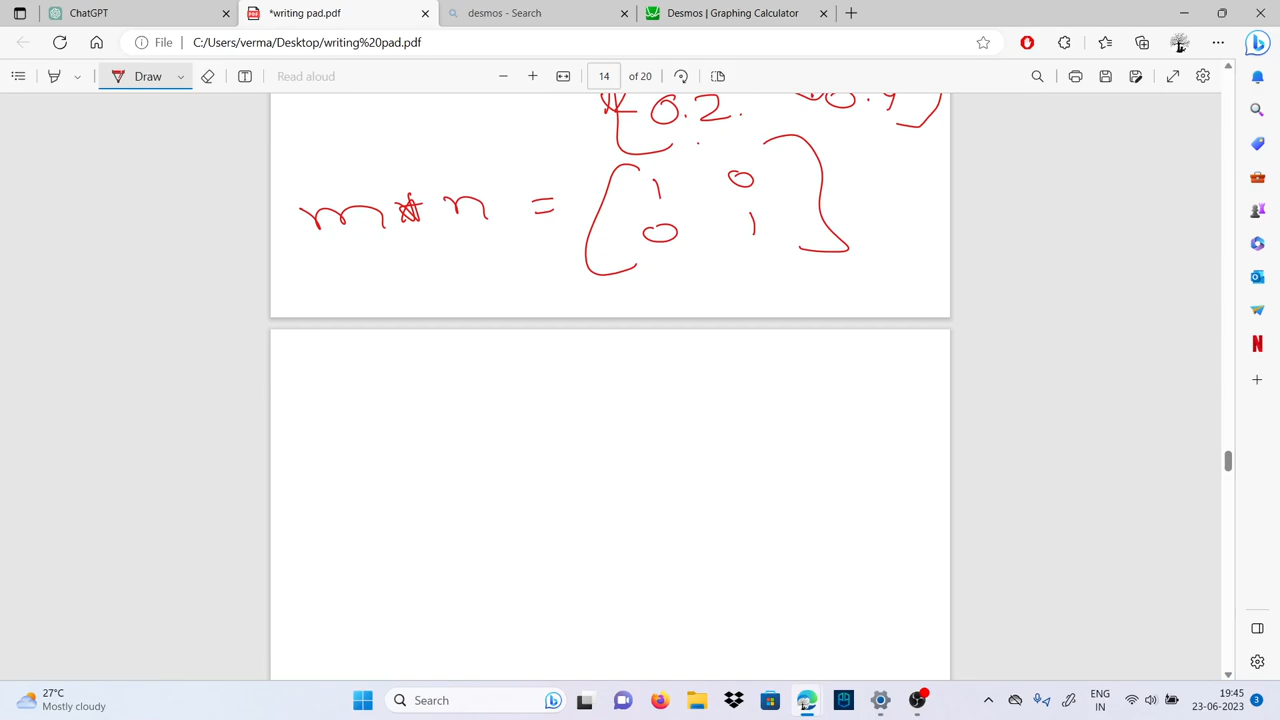 ChatGPT
*writing pad.pdf
desmos - Search
Desmos | Graphing Calculator
File
C:/Users/verma/Desktop/writing%20pad.pdf
Draw
Read aloud
14 of 20
0.2.
m * n = 1 0
0 1
27°C
Mostly cloudy
Search
ENG
IN
19:45
23-06-2023
3